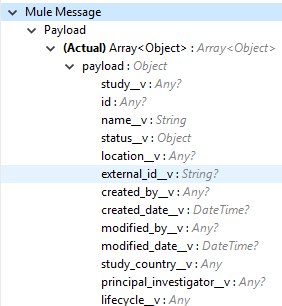 Mule Message
Payload
(Actual) Array<Object> : Array<Object>
payload : Object
study__v : Any?
id : Any?
name__v : String
status__v : Object
location__v : Any?
external_id__v : String?
created_by__v : Any?
created_date__v : DateTime?
modified_by__v : Any?
modified_date__v : DateTime?
study_country__v : Any
principal_investigator__v : Any?
lifecycle__v : Any